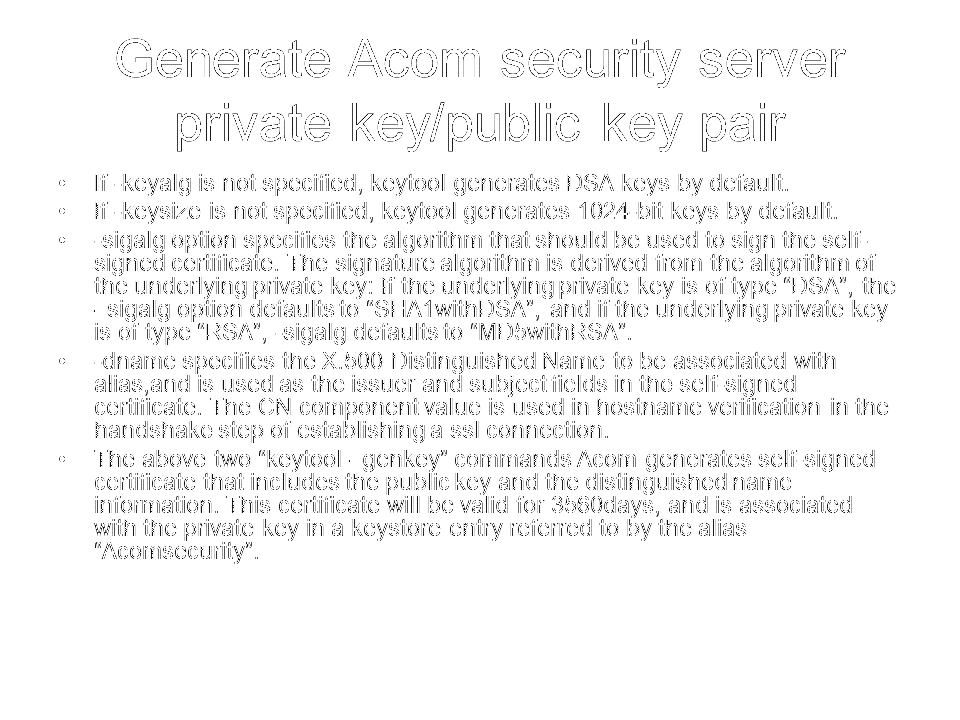 Generate Acom security server
private key/public key pair
• If -keyalg is not specified, keytool generates DSA keys by default.
• If -keysize is not specified, keytool generates 1024-bit keys by default.
• -sigalg option specifies the algorithm that should be used to sign the self-
signed certificate. The signature algorithm is derived from the algorithm of
the underlying private key: If the underlying private key is of type “DSA”, the
- sigalg option defaults to “SHA1withDSA”, and if the underlying private key
is of type “RSA”, -sigalg defaults to “MD5withRSA”.
• -dname specifies the X.500 Distinguished Name to be associated with
alias,and is used as the issuer and subject fields in the self-signed
certificate. The CN component value is used in hostname verification in the
handshake step of establishing a ssl connection.
• The above two “keytool - genkey” commands Acom generates self-signed
certificate that includes the public key and the distinguished name
information. This certificate will be valid for 3560days, and is associated
with the private key in a keystore entry referred to by the alias
“Acomsecurity”.